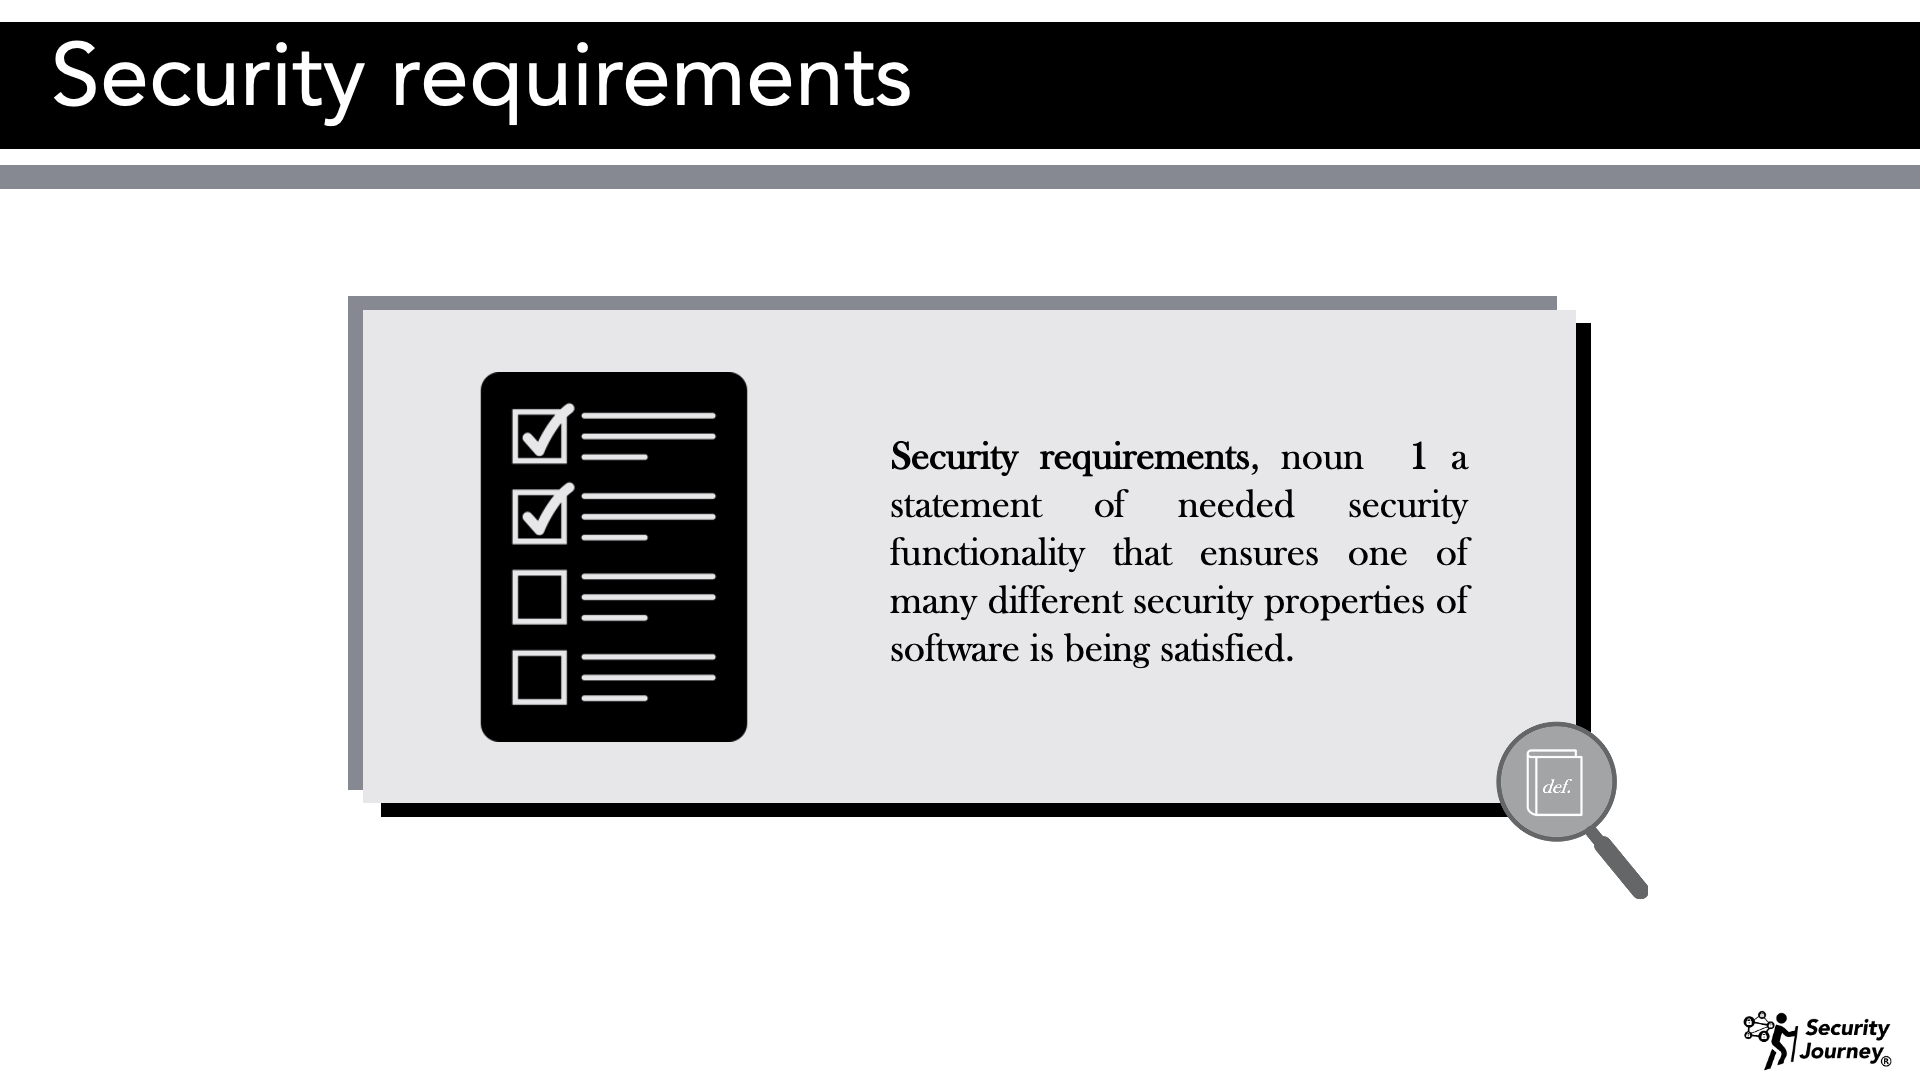 Security requirements
Security requirements, noun 1 a
statement of needed security
functionality that ensures one of
many different security properties of
software is being satisfied.
def.
Security
Journey®